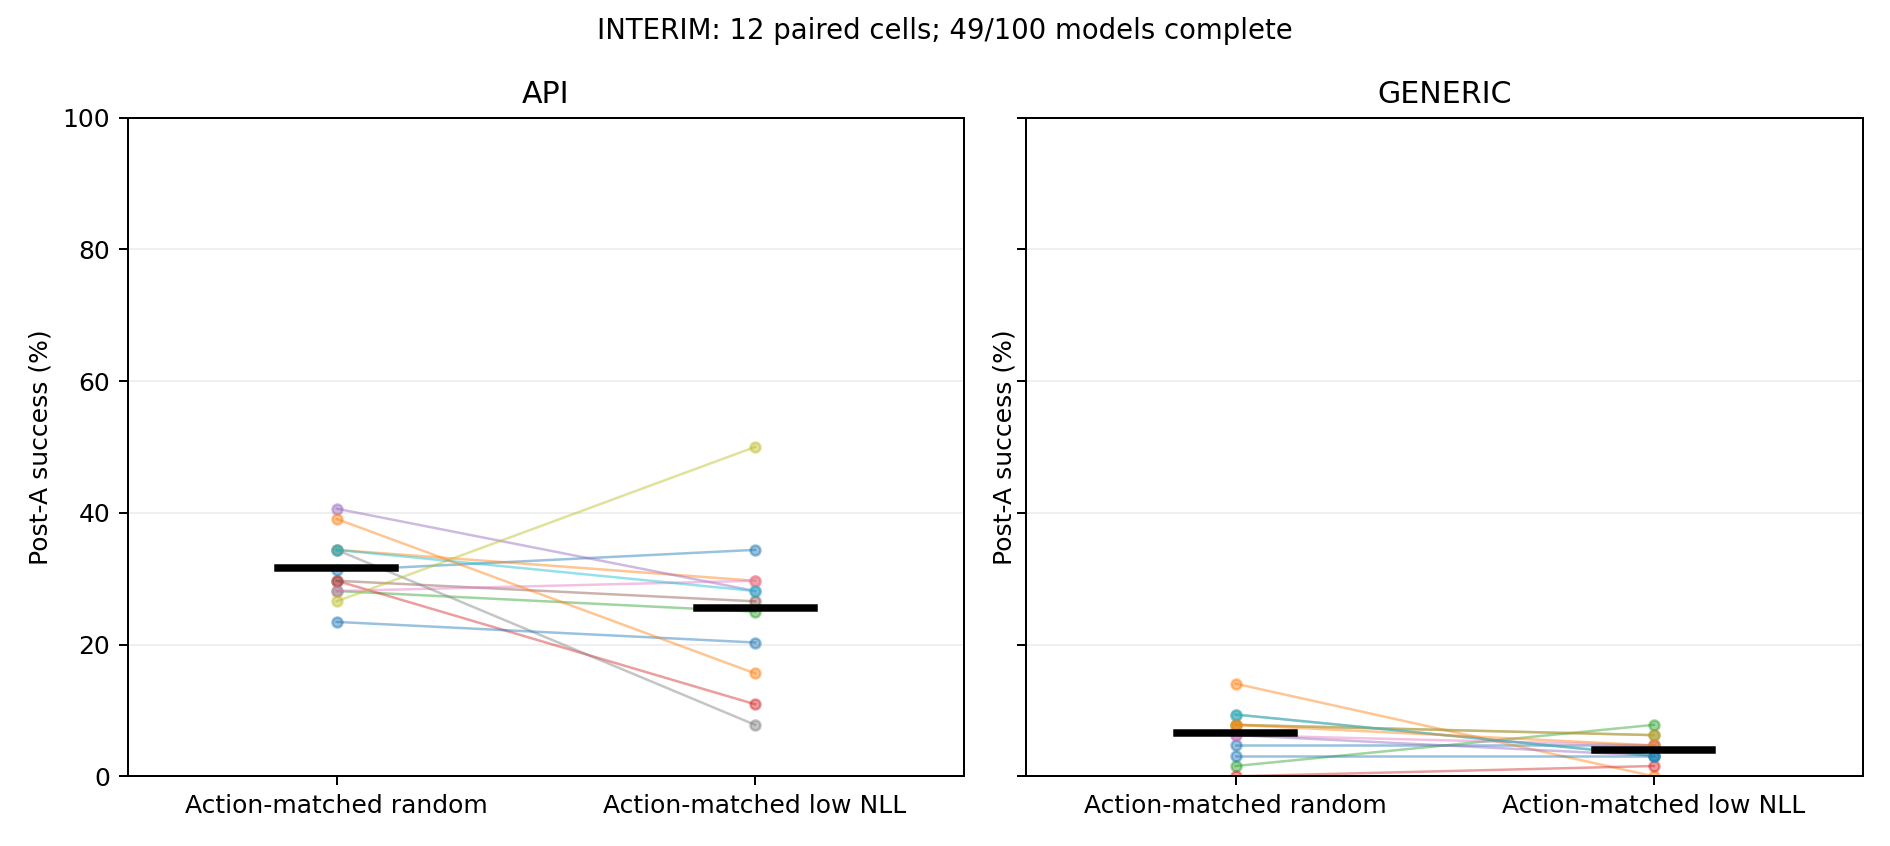 INTERIM: 12 paired cells; 49/100 models complete
API
GENERIC
Post-A success (%)
100
80
60
40
20
0
Action-matched random
Action-matched low NLL
Post-A success (%)
Action-matched random
Action-matched low NLL